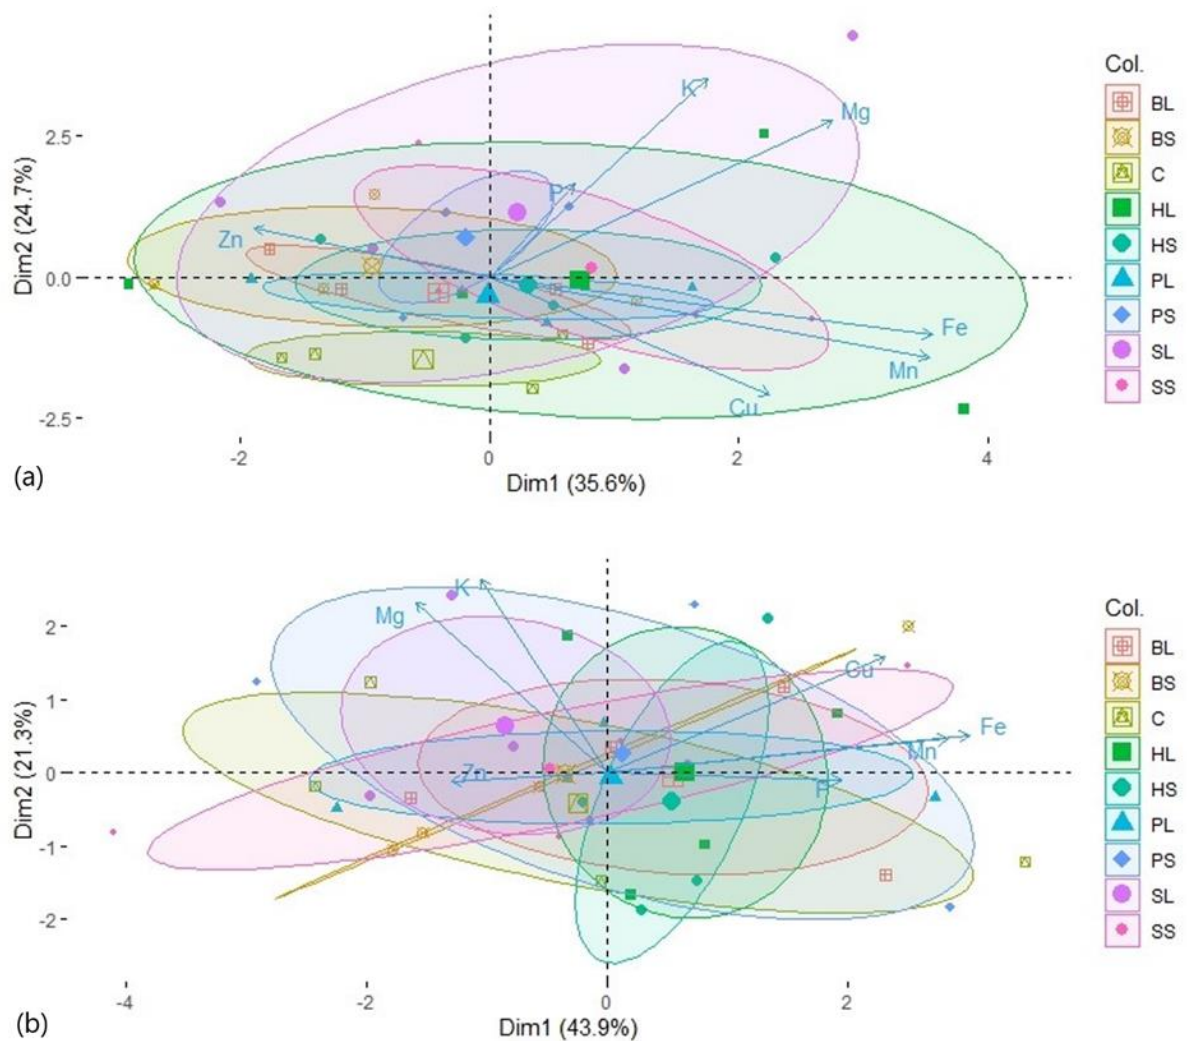 K
Mg
P
Zn
Fe
Mn
Cu
2.5
0.0
-2.5
-2
0
2
4
Dim2 (24.7%)
Dim1 (35.6%)
(a)
Col.
BL
BS
C
HL
HS
PL
PS
SL
SS
K
Mg
Cu
Fe
Mn
Zn
P
2
1
0
-1
-2
-4
-2
0
2
Dim2 (21.3%)
Dim1 (43.9%)
(b)
Col.
BL
BS
C
HL
HS
PL
PS
SL
SS